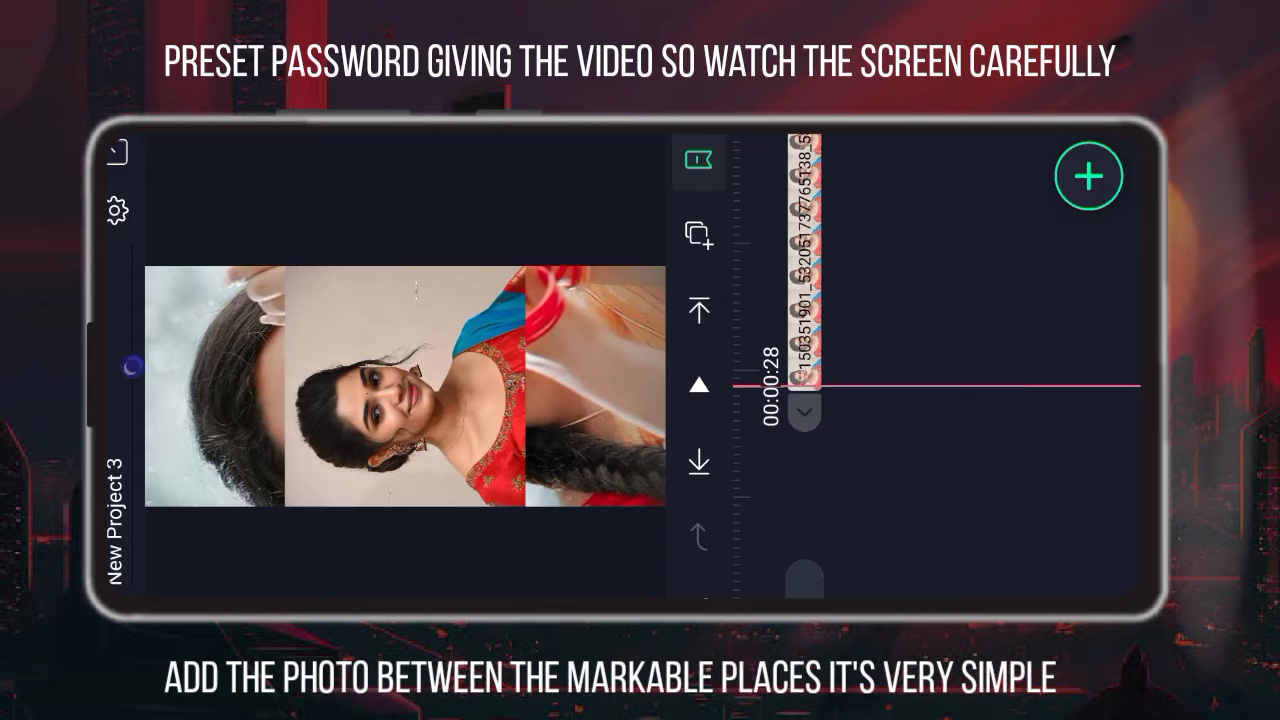 PRESET PASSWORD GIVING THE VIDEO SO WATCH THE SCREEN CAREFULLY
New Project 3
00:00:28
150351901_532051737765138_5
ADD THE PHOTO BETWEEN THE MARKABLE PLACES IT'S VERY SIMPLE